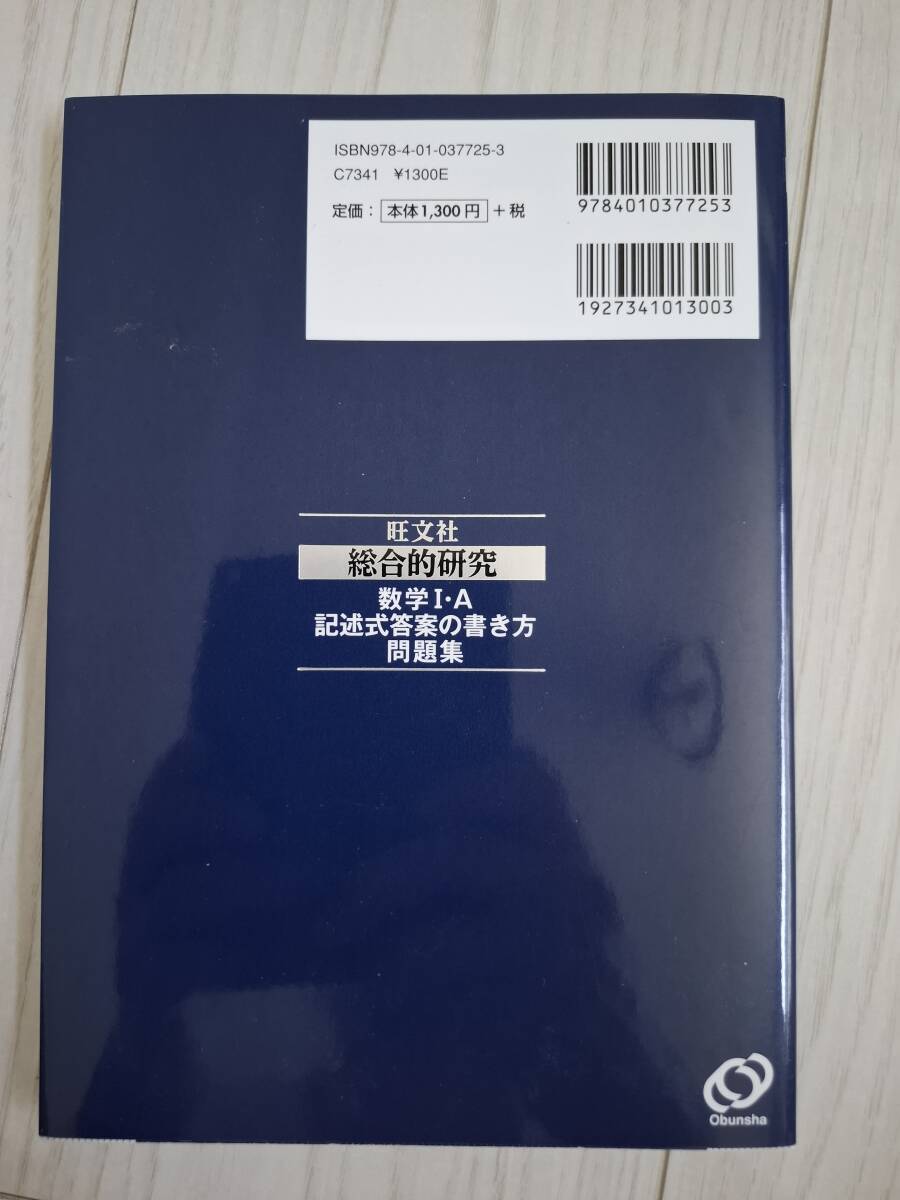 ISBN978-4-01-037725-3
C7341 ¥1300E
定価：本体1,300円+税
9784010377253
1927341013003
旺文社
総合的研究
数学I・A
記述式答案の書き方
問題集
Obunsha